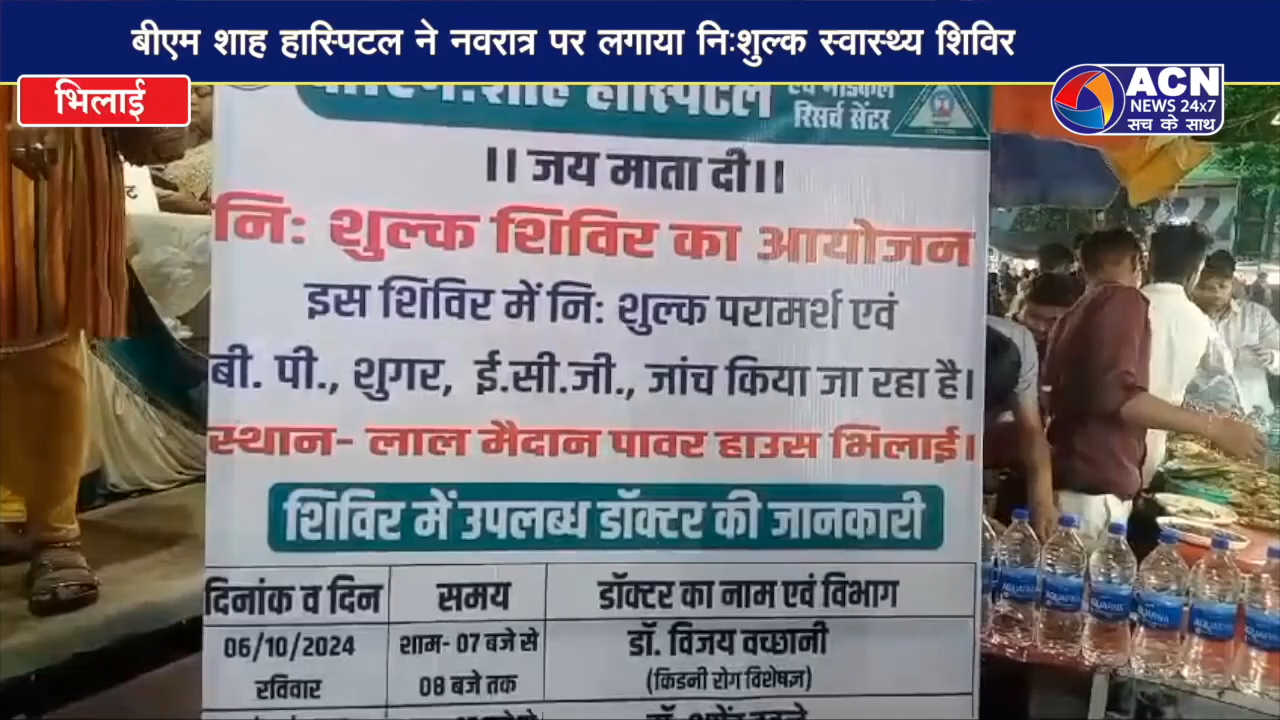 बीएम शाह हास्पिटल ने नवरात्र पर लगाया निःशुल्क स्वास्थ्य शिविर
भिलाई
ACN
NEWS 24x7
सच के साथ
शाह हास्पिटल
रिसर्च सेंटर
।। जय माता दी।।
निः शुल्क शिविर का आयोजन
इस शिविर में निः शुल्क परामर्श एवं
बी. पी., शुगर, ई.सी.जी., जांच किया जा रहा है।
स्थान- लाल मैदान पावर हाउस भिलाई।
शिविर में उपलब्ध डॉक्टर की जानकारी
दिनांक व दिन समय डॉक्टर का नाम एवं विभाग
06/10/2024 शाम- 07 बजे से डॉ. विजय वच्छानी
रविवार 08 बजे तक (किडनी रोग विशेषज्ञ)